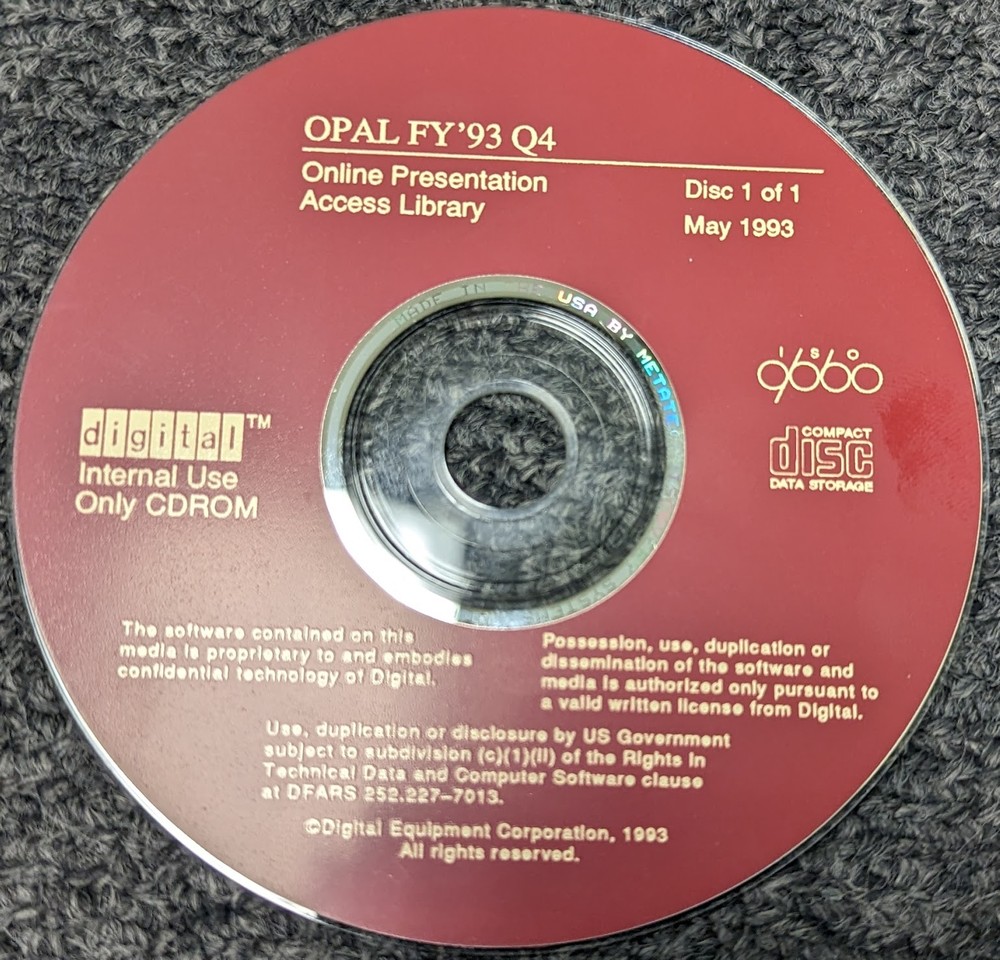 OPAL FY'93 Q4
Online Presentation
Access Library
Disc 1 of 1
May 1993
MADE IN USA BY METATEC
ISO
9660
digital™
Internal Use
Only CDROM
COMPACT
disc
DATA STORAGE
The software contained on this
media is proprietary to and embodies
confidential technology of Digital.
Possession, use, duplication or
dissemination of the software and
media is authorized only pursuant to
a valid written license from Digital.
Use, duplication or disclosure by US Government
subject to subdivision (c)(1)(ii) of the Rights in
Technical Data and Computer Software clause
at DFARS 252.227–7013.
©Digital Equipment Corporation, 1993
All rights reserved.